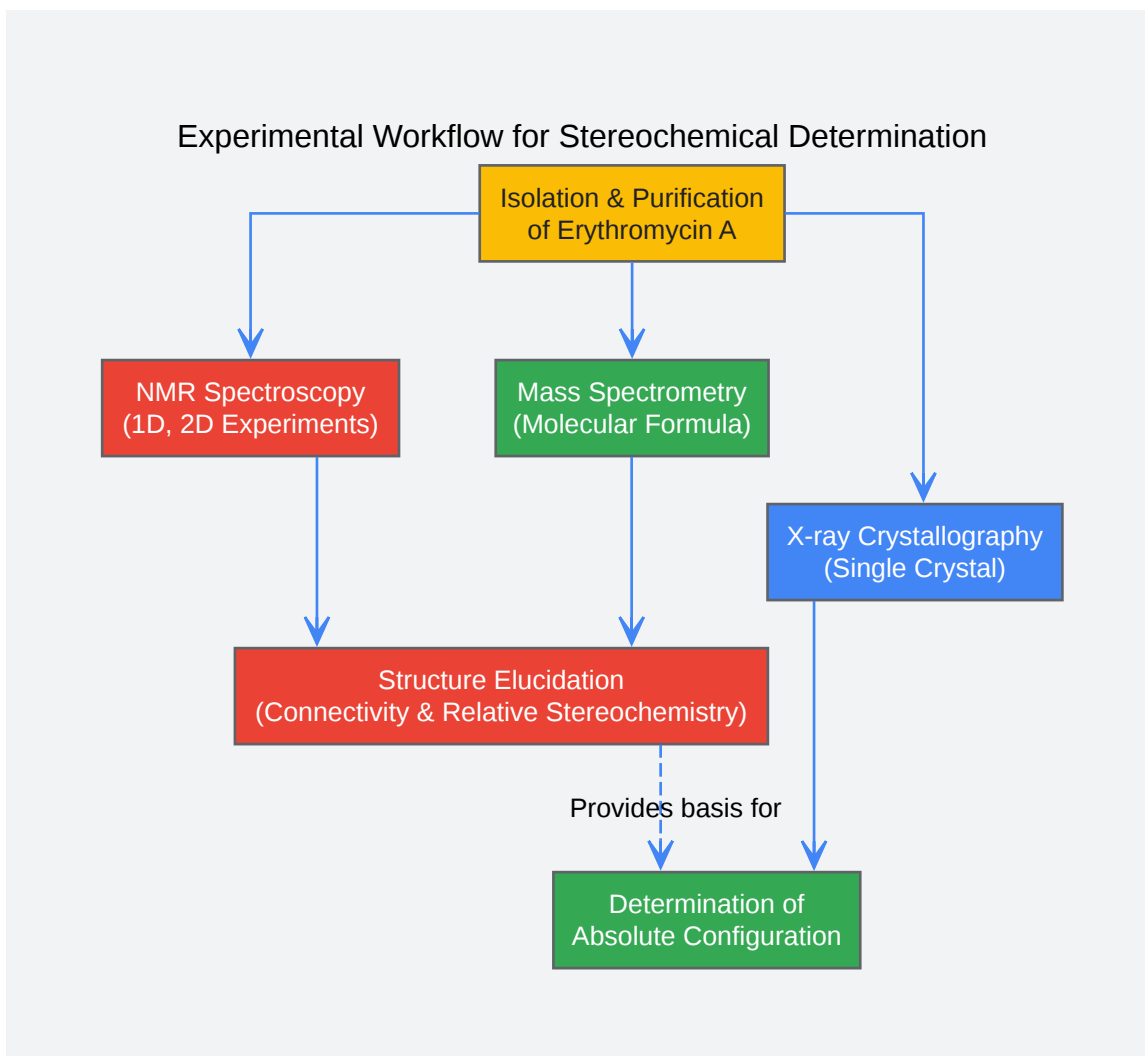 Experimental Workflow for Stereochemical Determination
Isolation & Purification
of Erythromycin A
NMR Spectroscopy
(1D, 2D Experiments)
Mass Spectrometry
(Molecular Formula)
X-ray Crystallography
(Single Crystal)
Structure Elucidation
(Connectivity & Relative Stereochemistry)
Provides basis for
Determination of
Absolute Configuration